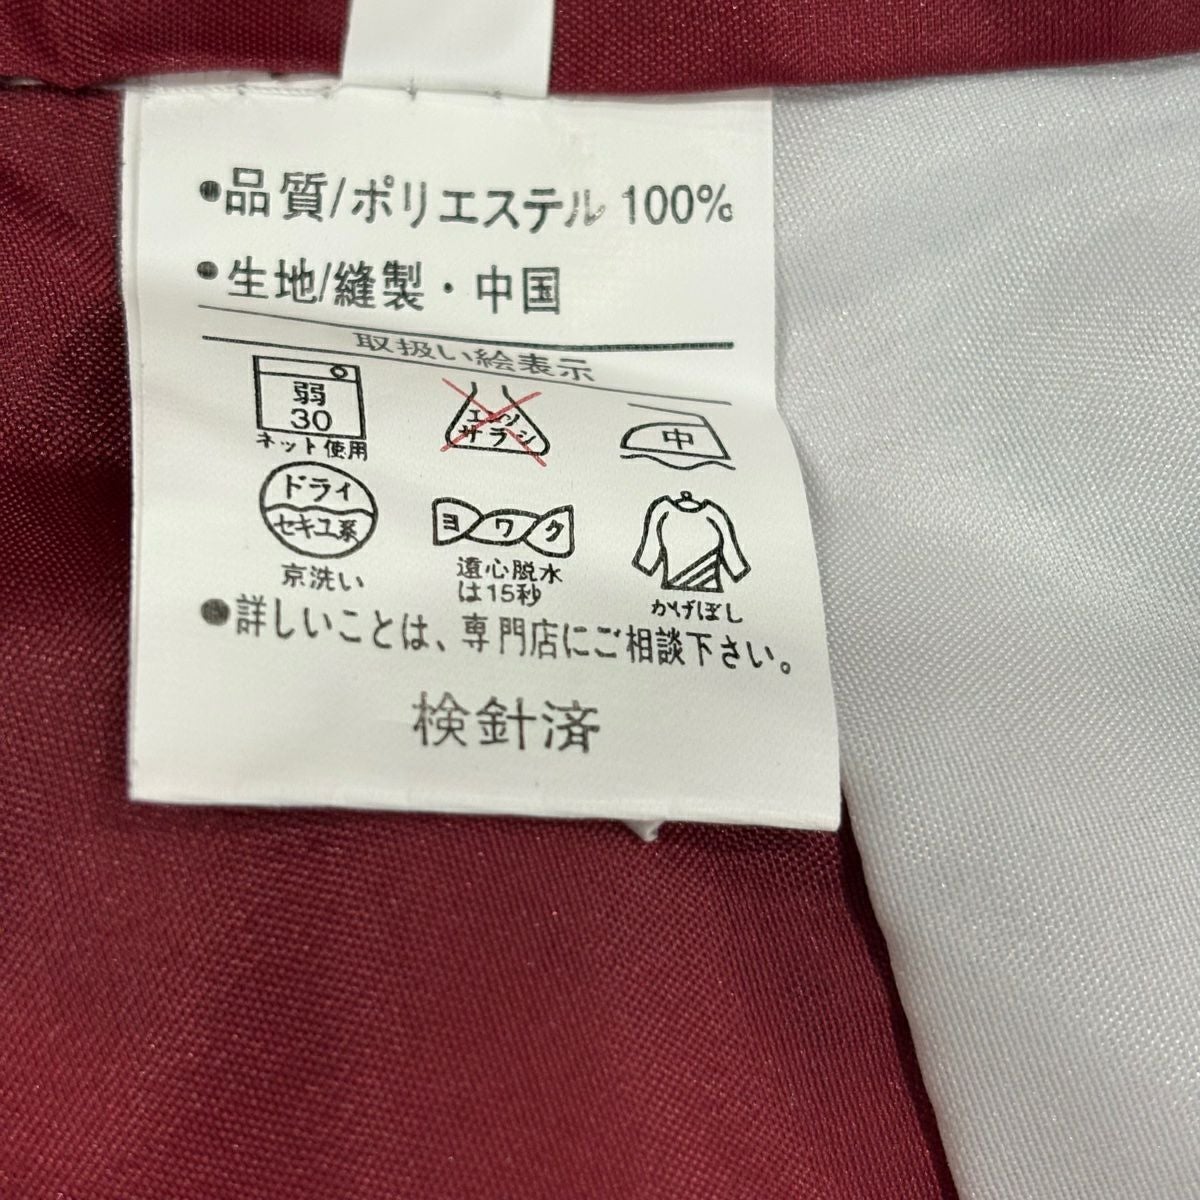 ●品質/ポリエステル 100%
●生地/縫製・中国
取扱い絵表示
弱
30
ネット使用
エンソ
サラシ
中
ドライ
セキユ系
京洗い
ヨワク
遠心脱水
は15秒
かげぼし
●詳しいことは、専門店にご相談下さい。
検針済